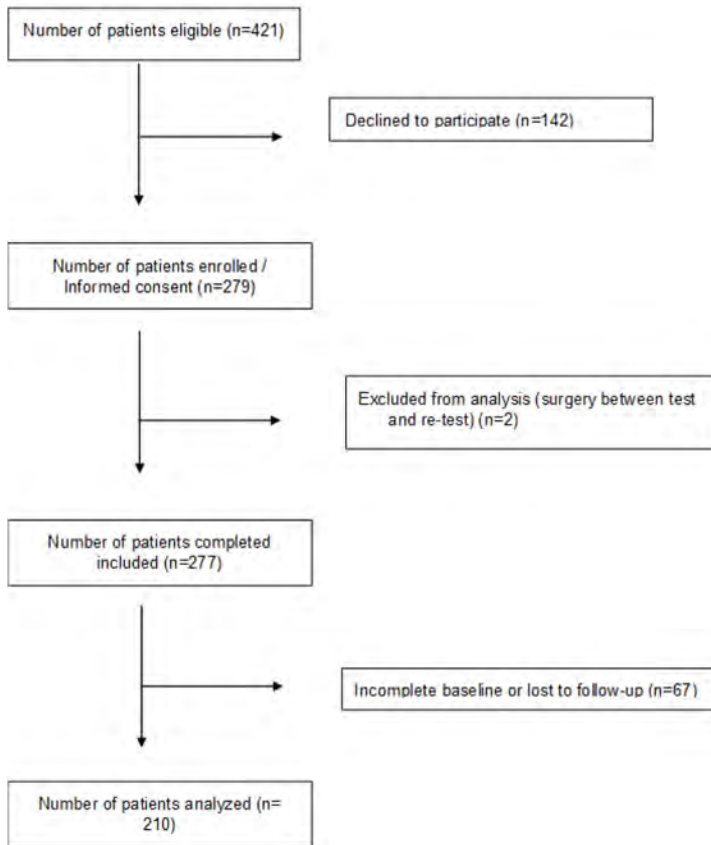 Number of patients eligible (n=421)
Declined to participate (n=142)
Number of patients enrolled /
Informed consent (n=279)
Excluded from analysis (surgery between test
and re-test) (n=2)
Number of patients completed
included (n=277)
Incomplete baseline or lost to follow-up (n=67)
Number of patients analyzed (n=
210)